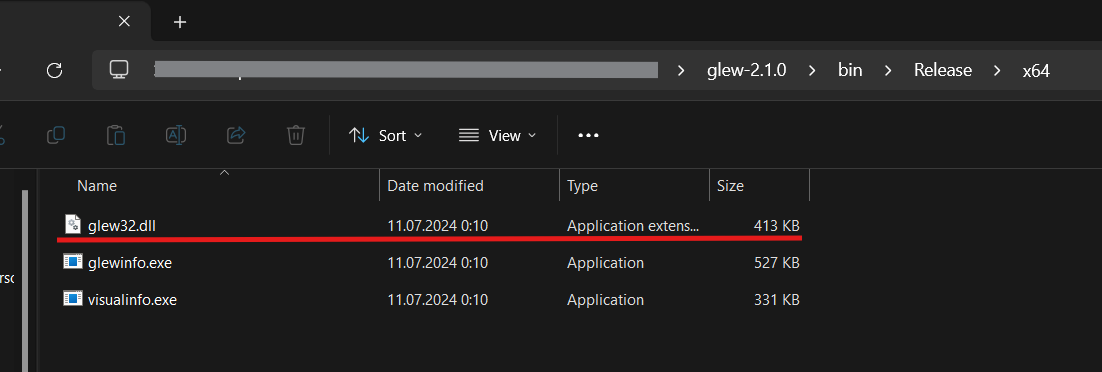 glew-2.1.0 > bin > Release > x64
Sort View
Name Date modified Type Size
glew32.dll 11.07.2024 0:10 Application extens... 413 KB
glewinfo.exe 11.07.2024 0:10 Application 527 KB
visualinfo.exe 11.07.2024 0:10 Application 331 KB